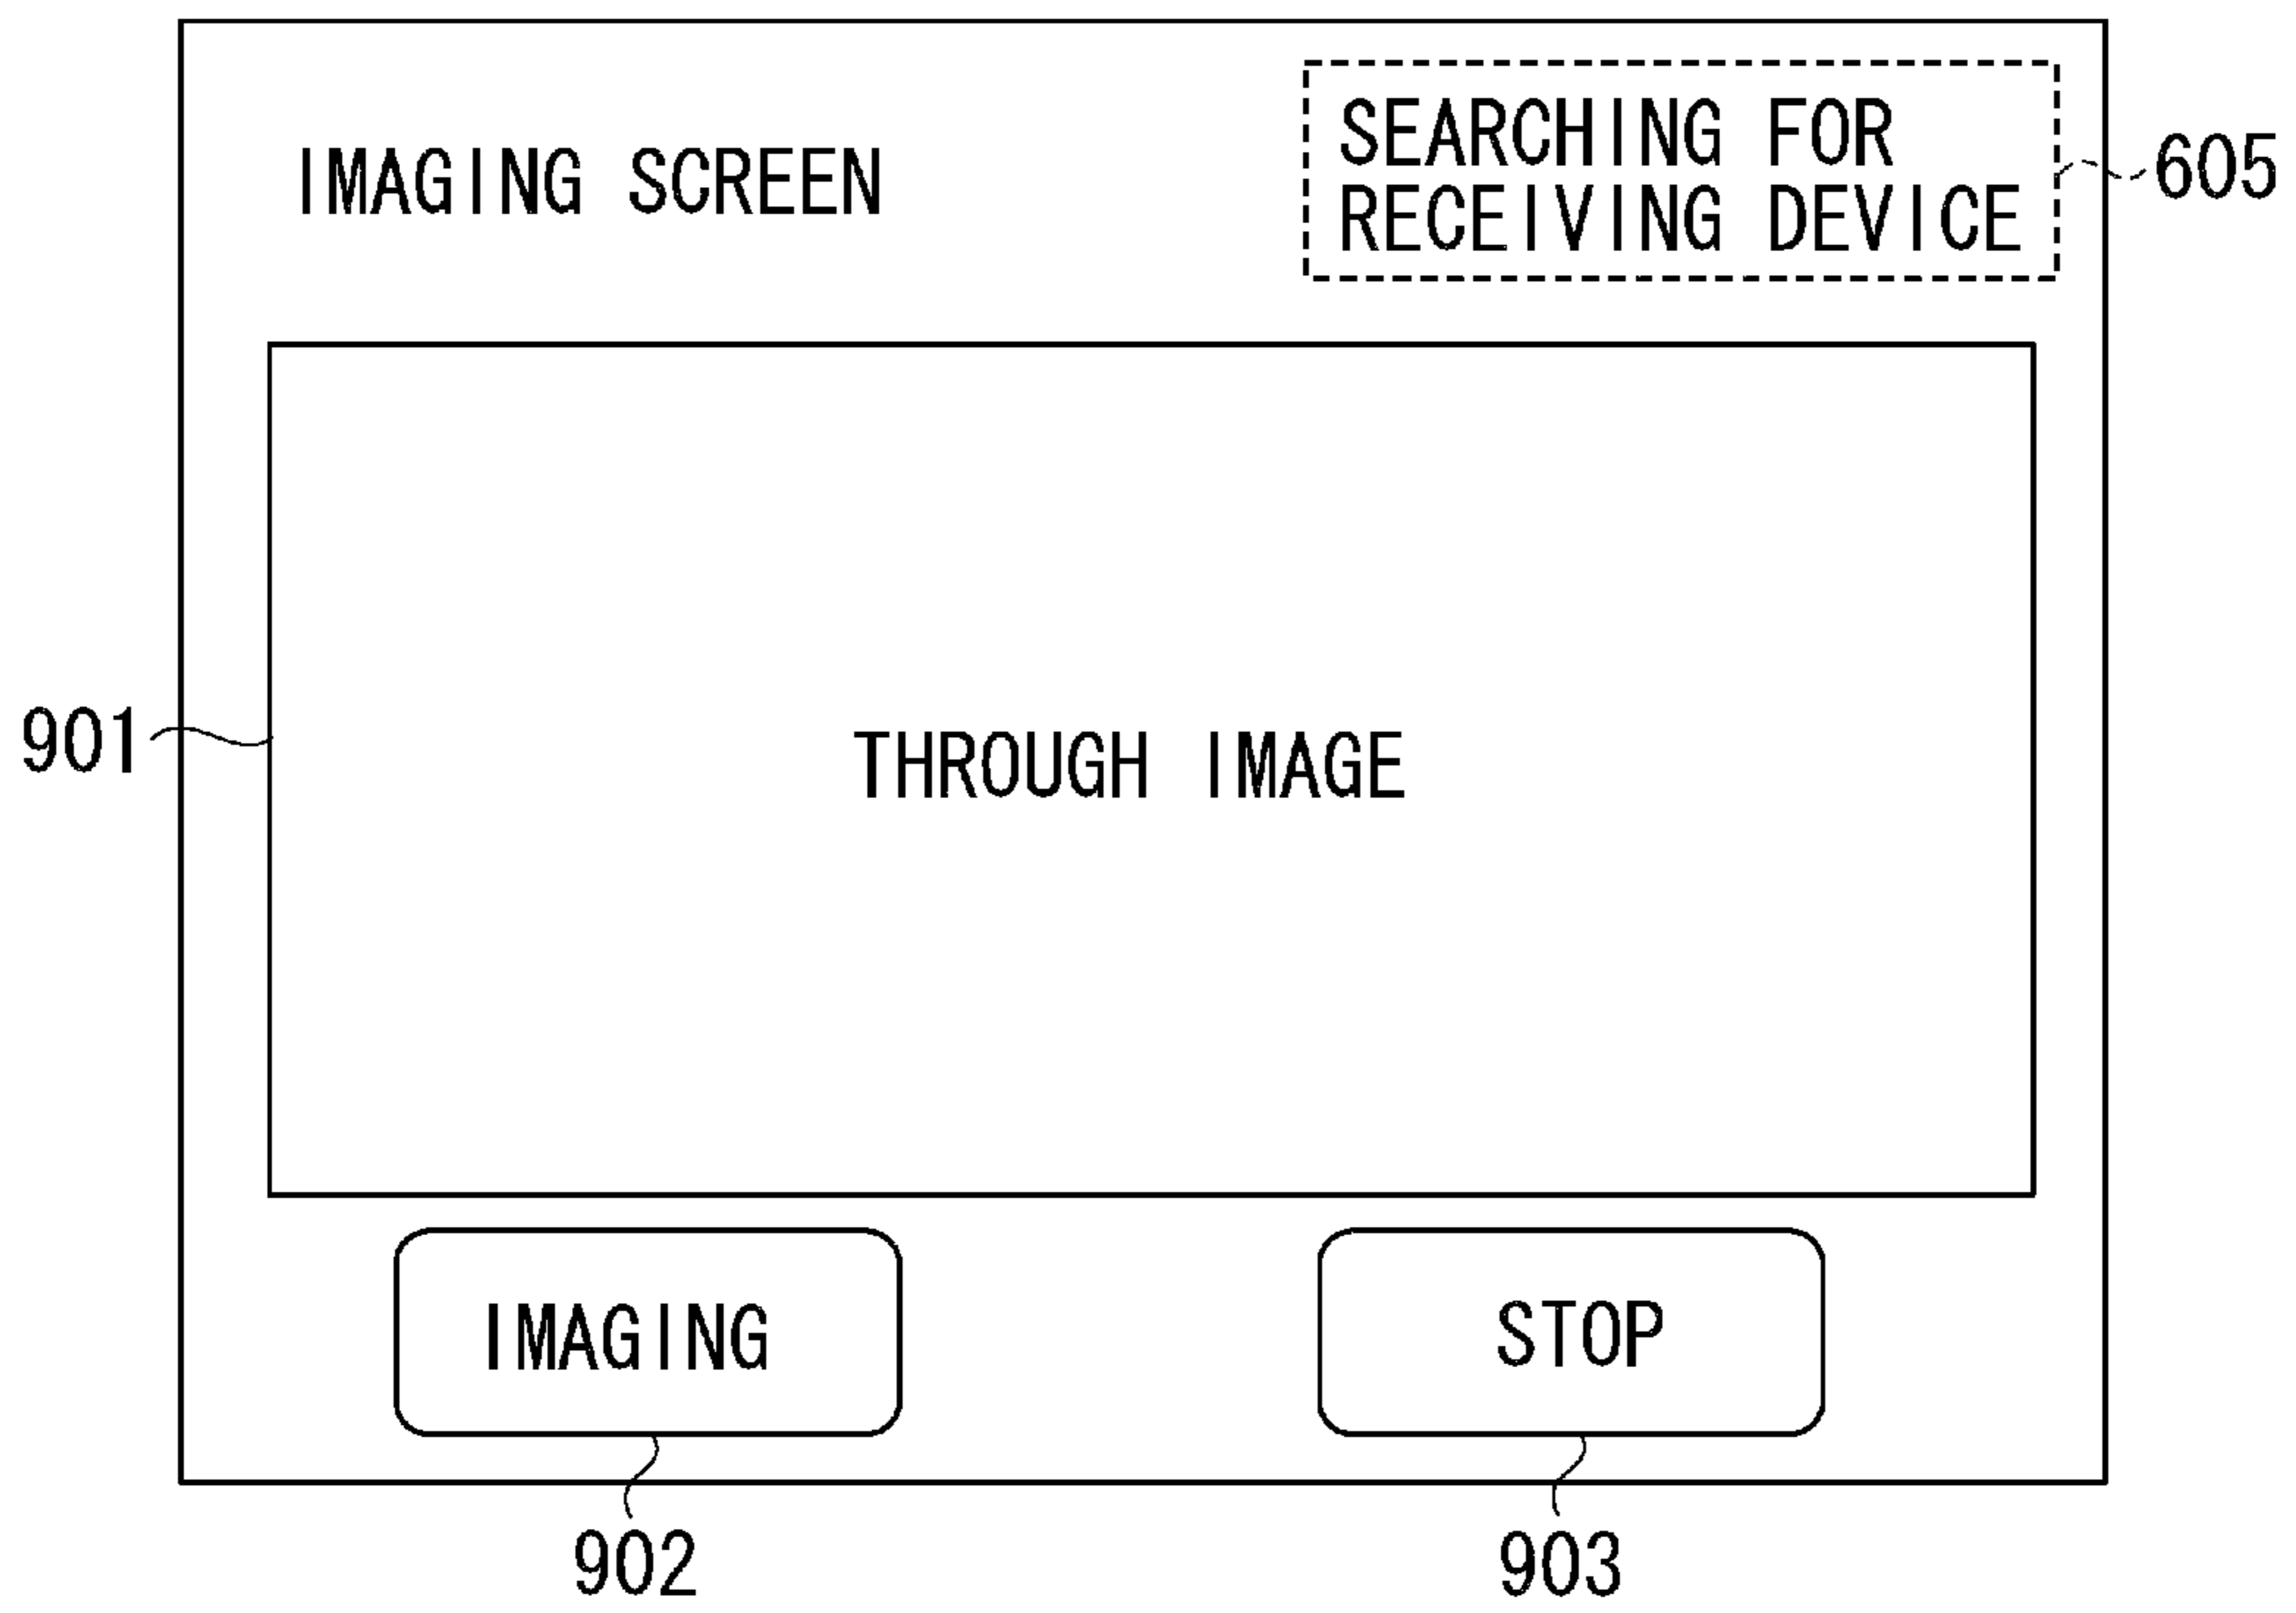 IMAGING SCREEN
SEARCHING FOR
RECEIVING DEVICE
605
901
THROUGH IMAGE
IMAGING
STOP
902
903